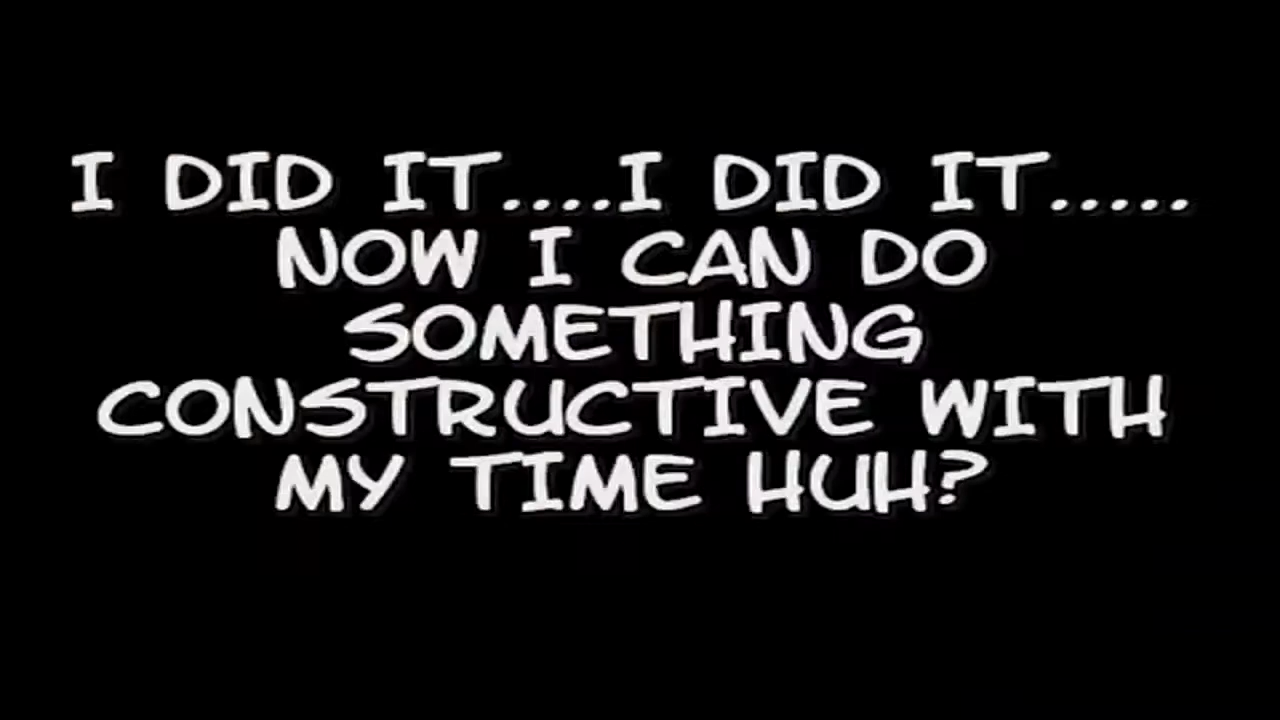 I DID IT....I DID IT.....
NOW I CAN DO
SOMETHING
CONSTRUCTIVE WITH
MY TIME HUH?